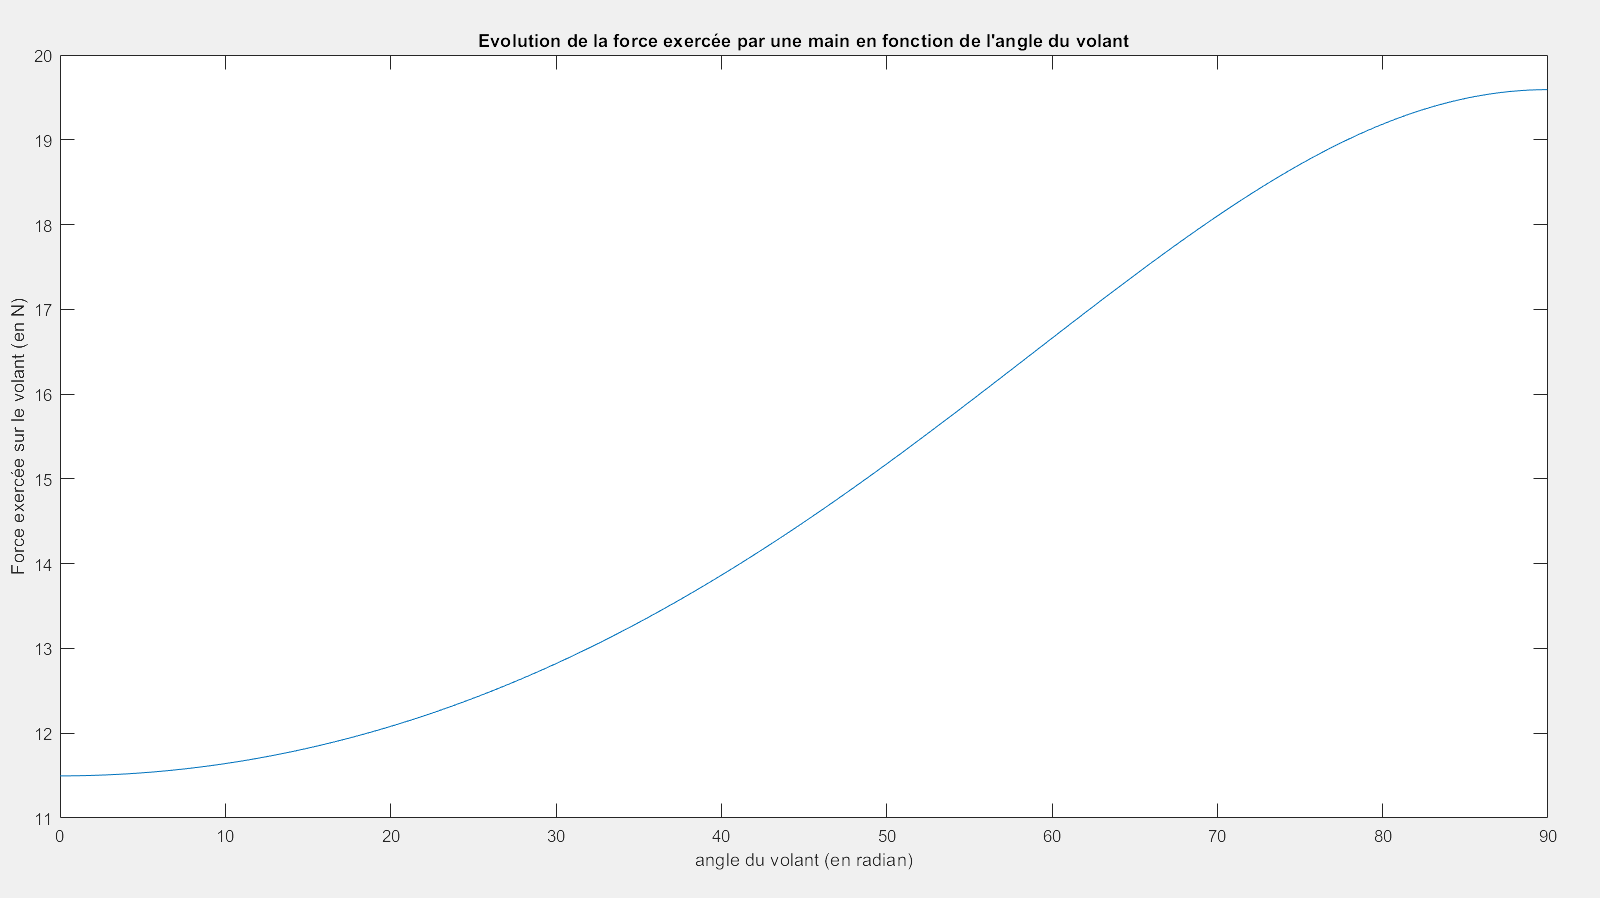 Evolution de la force exercée par une main en fonction de l'angle du volant
20
19
18
17
16
15
14
13
12
11
Force exercée sur le volant (en N)
0 10 20 30 40 50 60 70 80 90
angle du volant (en radian)